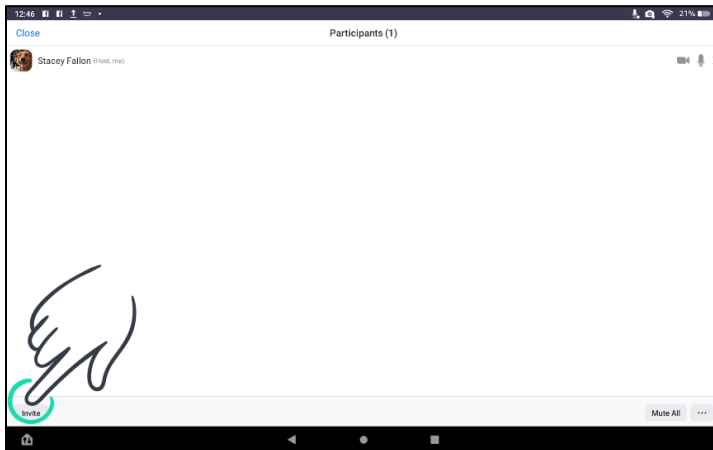 12:46 21%
Close Participants (1)
Stacey Fallon (Host, me)
Invite Mute All ...